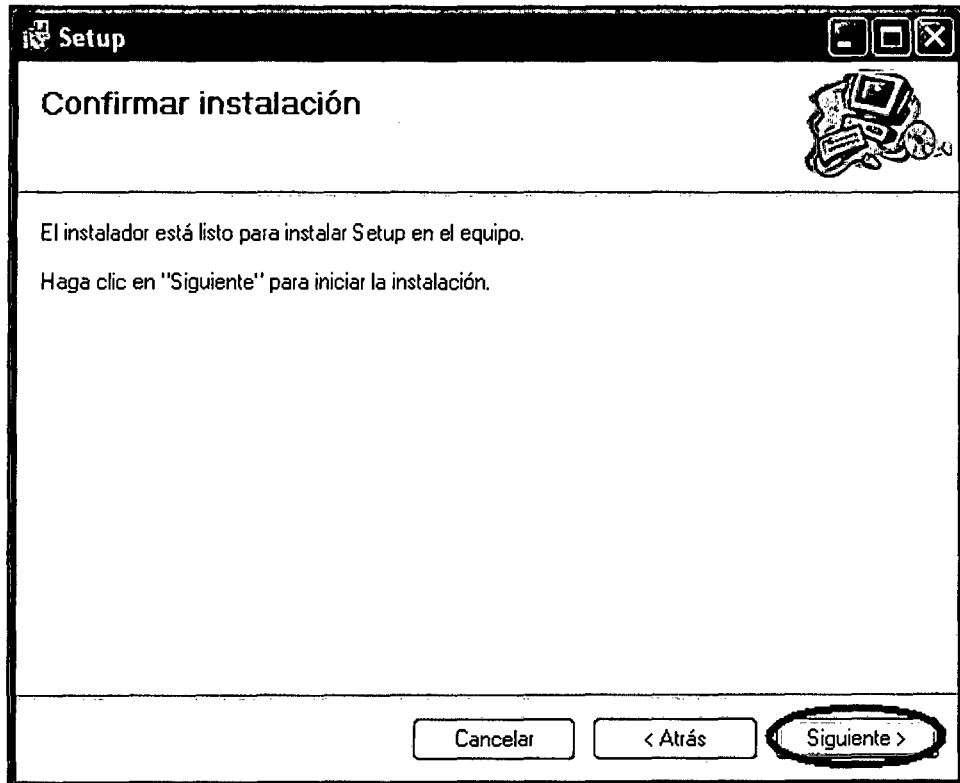 Setup
Confirmar instalación
El instalador está listo para instalar Setup en el equipo.
Haga clic en "Siguiente" para iniciar la instalación.
Cancelar
< Atrás
Siguiente >